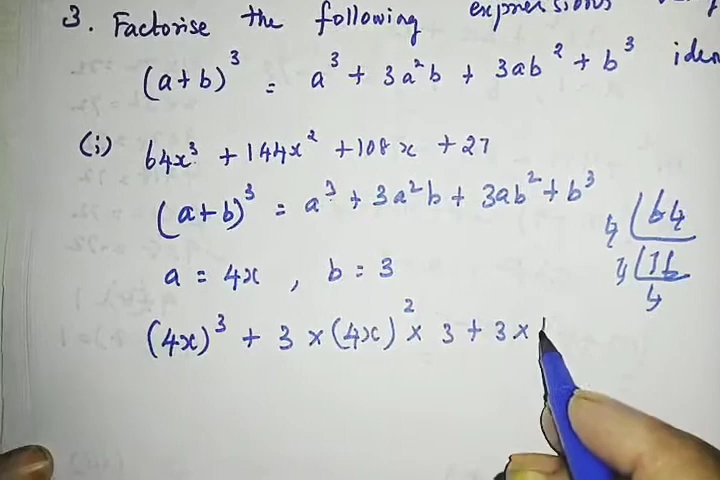 3. Factorise the following expressions
(a+b)³ = a³ + 3a²b + 3ab² + b³
(i) 64x³ + 144x² + 108x + 27
(a+b)³ = a³ + 3a²b + 3ab² + b³
4 | 64
a = 4x , b = 3
4 | 16
4
(4x)³ + 3 × (4x)² × 3 + 3 ×